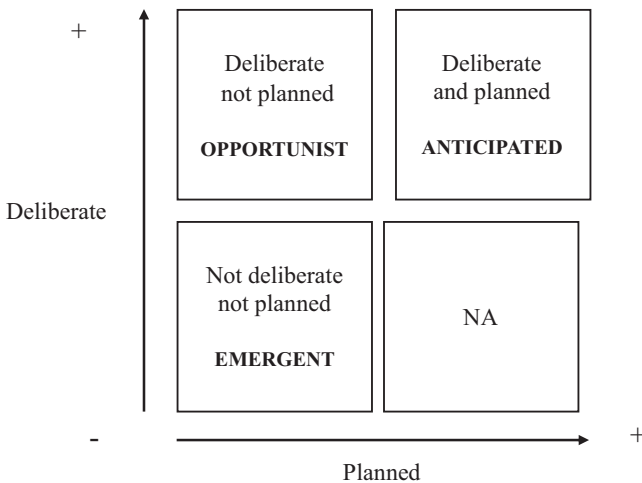 +
Deliberate
not planned
OPPORTUNIST
Deliberate
and planned
ANTICIPATED
Deliberate
Not deliberate
not planned
EMERGENT
NA
-
+
Planned